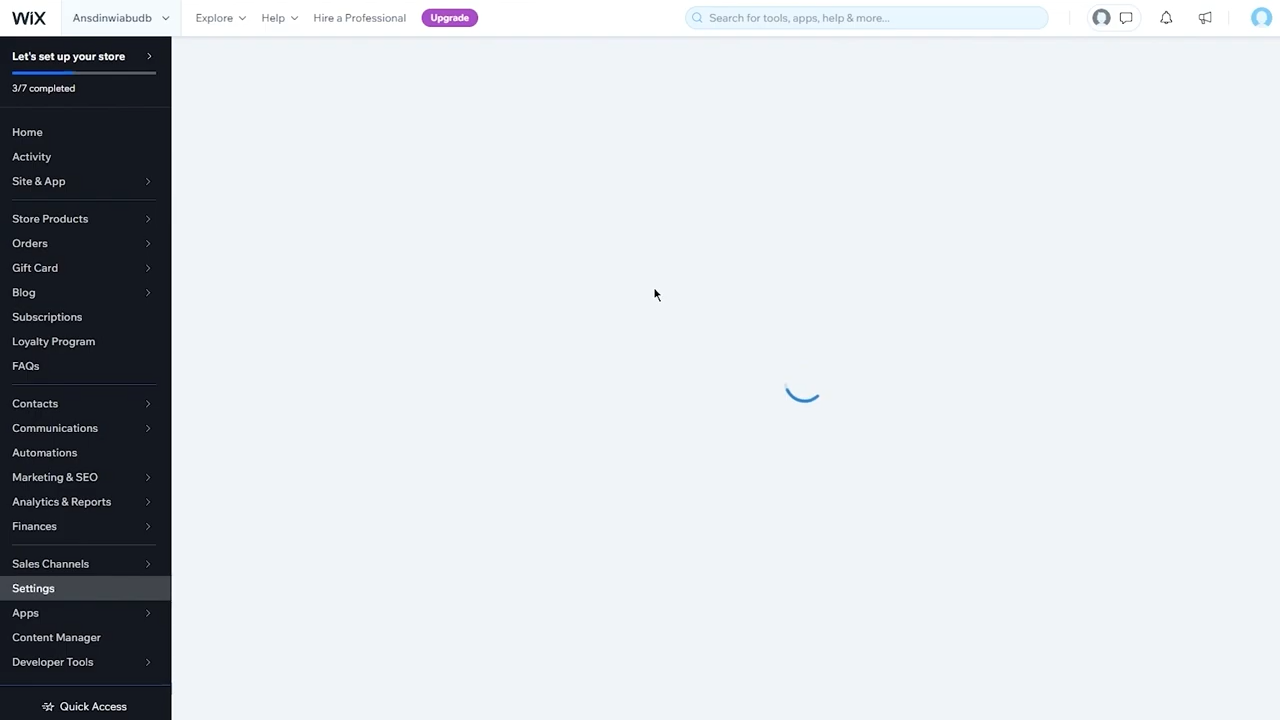 WiX Ansdinwiabudb Explore Help Hire a Professional Upgrade Search for tools, apps, help & more...
Let's set up your store
3/7 completed
Home
Activity
Site & App
Store Products
Orders
Gift Card
Blog
Subscriptions
Loyalty Program
FAQs
Contacts
Communications
Automations
Marketing & SEO
Analytics & Reports
Finances
Sales Channels
Settings
Apps
Content Manager
Developer Tools
Quick Access